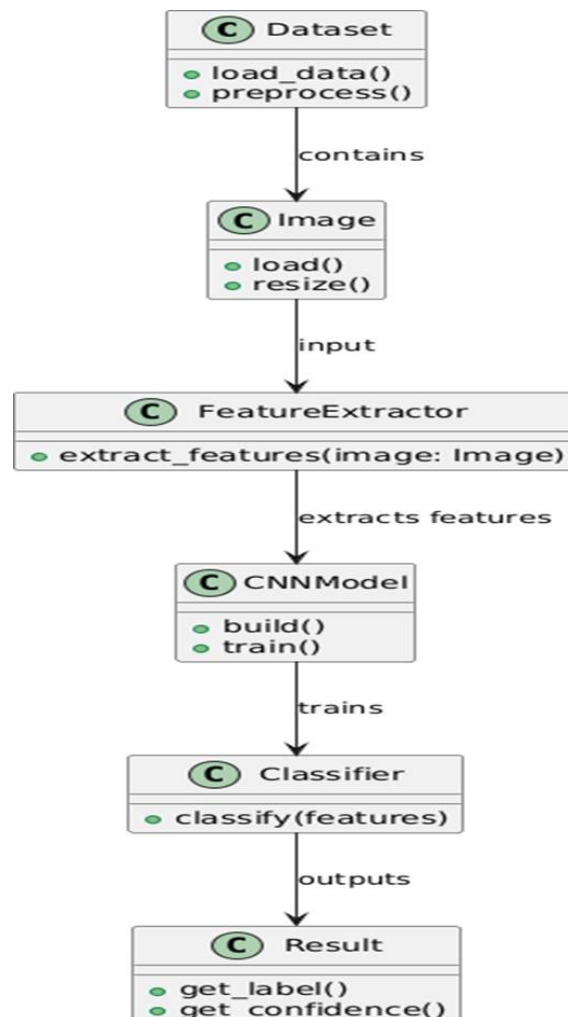 C Dataset
load_data()
preprocess()
contains
C Image
load()
resize()
input
C FeatureExtractor
extract_features(image: Image)
extracts features
C CNNModel
build()
train()
trains
C Classifier
classify(features)
outputs
C Result
get_label()
get_confidence()